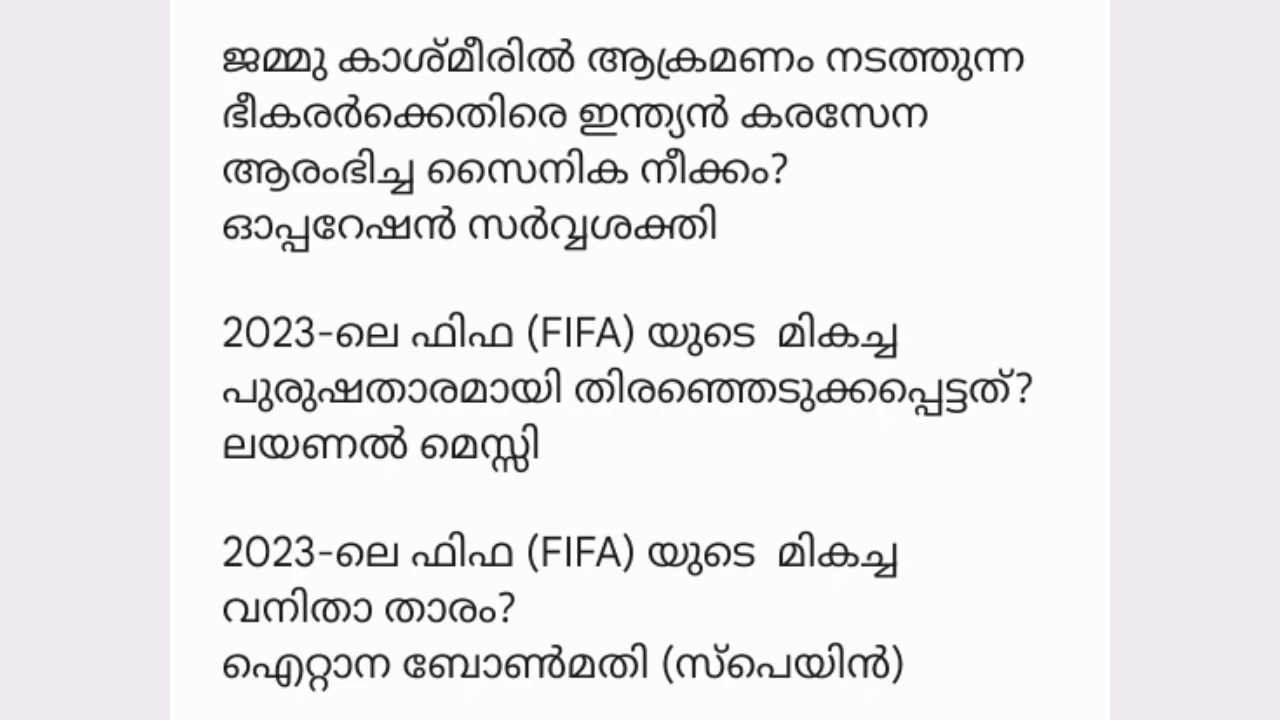 ജമ്മു കാശ്മീരിൽ ആക്രമണം നടത്തുന്ന
ഭീകരർക്കെതിരെ ഇന്ത്യൻ കരസേന
ആരംഭിച്ച സൈനിക നീക്കം?
ഓപ്പറേഷൻ സർവ്വശക്തി
2023-ലെ ഫിഫ (FIFA) യുടെ മികച്ച
പുരുഷതാരമായി തിരഞ്ഞെടുക്കപ്പെട്ടത്?
ലയണൽ മെസ്സി
2023-ലെ ഫിഫ (FIFA) യുടെ മികച്ച
വനിതാ താരം?
ഐറ്റാന ബോൺമതി (സ്പെയിൻ)